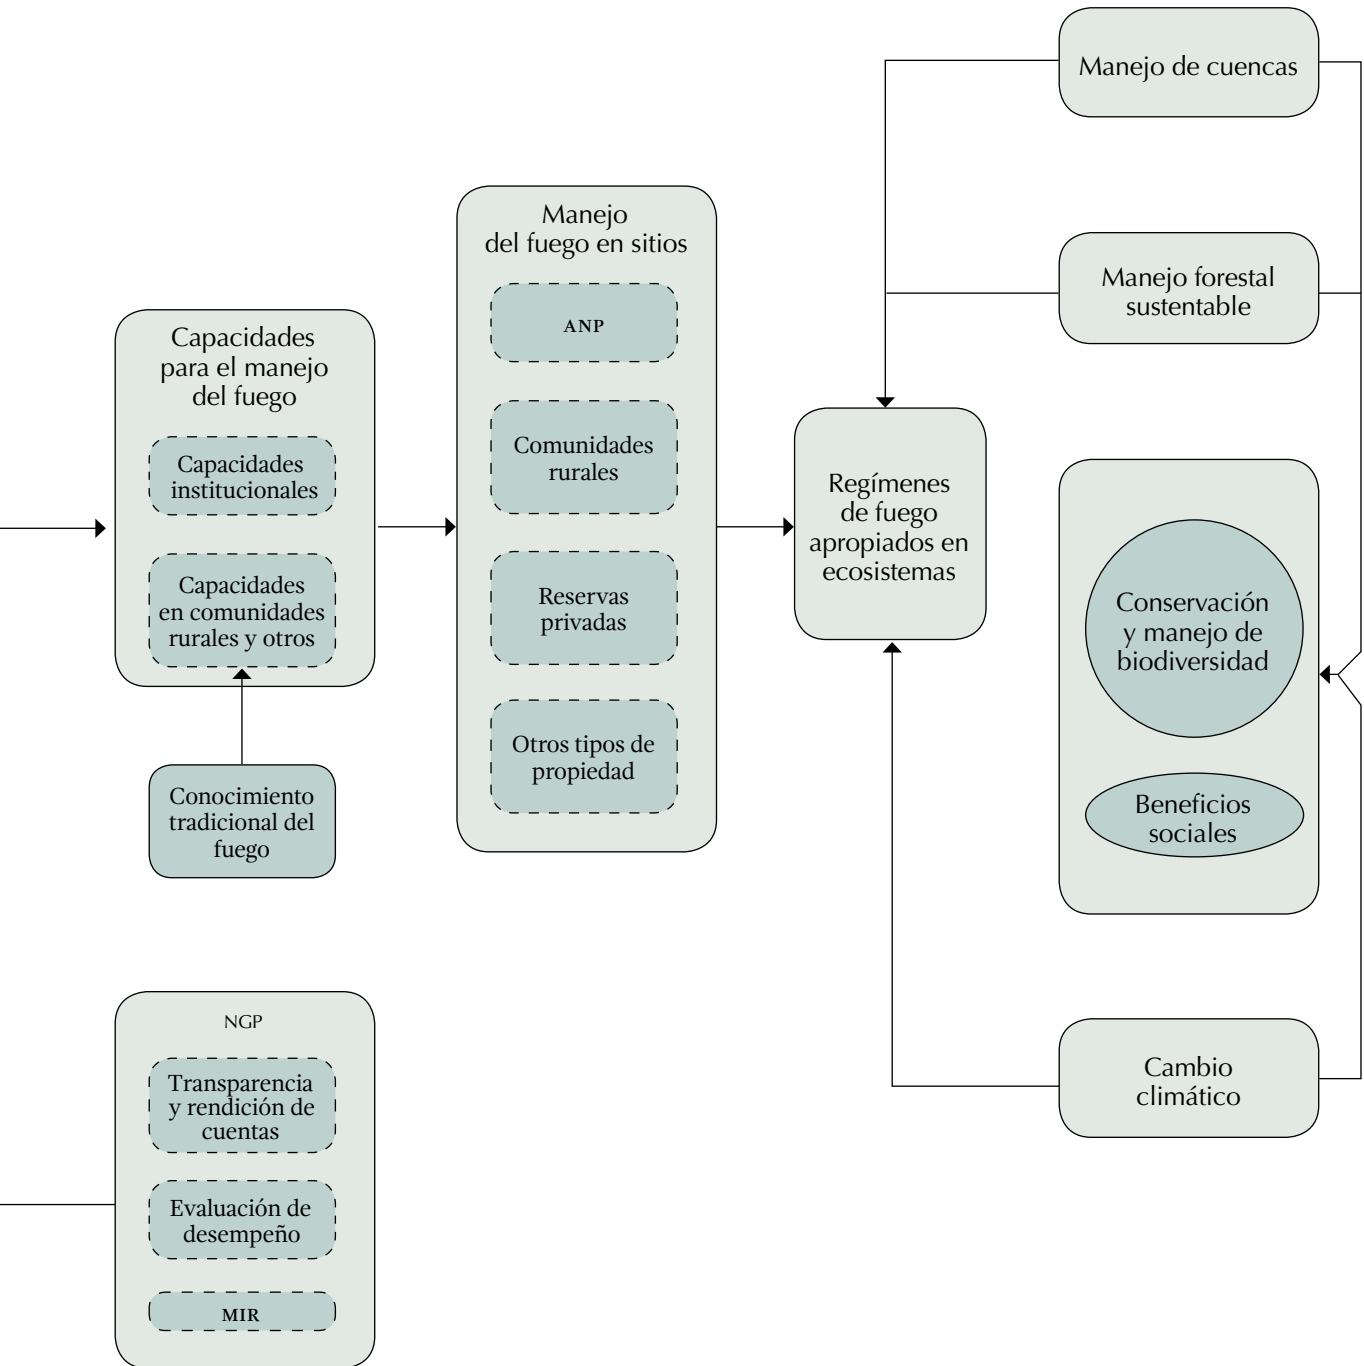 Capacidades
para el manejo
del fuego
Capacidades
institucionales
Capacidades
en comunidades
rurales y otros
Conocimiento
tradicional del
fuego
Manejo
del fuego en sitios
ANP
Comunidades
rurales
Reservas
privadas
Otros tipos de
propiedad
Regímenes
de fuego
apropiados en
ecosistemas
Manejo de cuencas
Manejo forestal
sustentable
Conservación
y manejo de
biodiversidad
Beneficios
sociales
Cambio
climático
NGP
Transparencia
y rendición de
cuentas
Evaluación de
desempeño
MIR